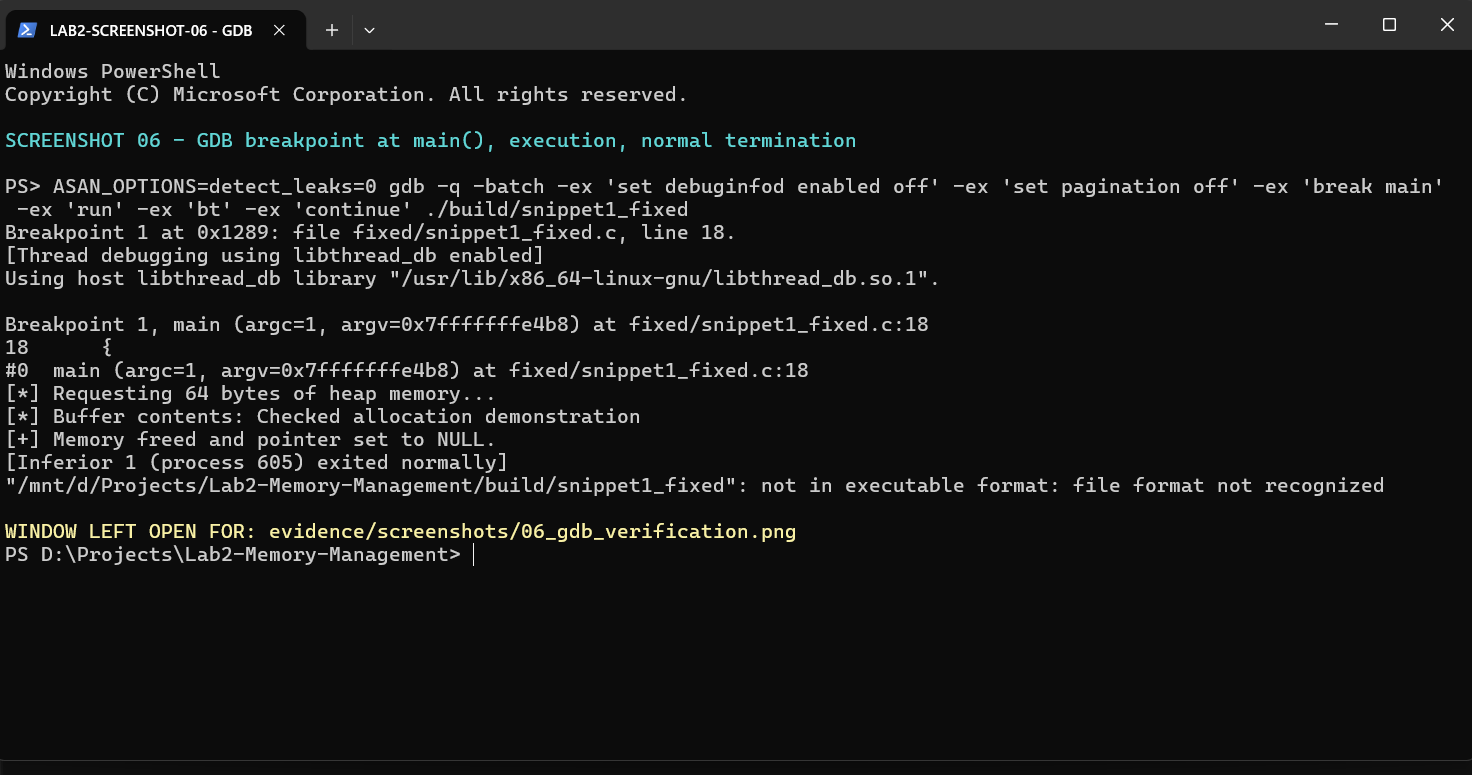 LAB2-SCREENSHOT-06 - GDB
Windows PowerShell
Copyright (C) Microsoft Corporation. All rights reserved.
SCREENSHOT 06 - GDB breakpoint at main(), execution, normal termination
PS> ASAN_OPTIONS=detect_leaks=0 gdb -q -batch -ex 'set debuginfod enabled off' -ex 'set pagination off' -ex 'break main'
 -ex 'run' -ex 'bt' -ex 'continue' ./build/snippet1_fixed
Breakpoint 1 at 0x1289: file fixed/snippet1_fixed.c, line 18.
[Thread debugging using libthread_db enabled]
Using host libthread_db library "/usr/lib/x86_64-linux-gnu/libthread_db.so.1".
Breakpoint 1, main (argc=1, argv=0x7fffffffe4b8) at fixed/snippet1_fixed.c:18
18      {
#0  main (argc=1, argv=0x7fffffffe4b8) at fixed/snippet1_fixed.c:18
[*] Requesting 64 bytes of heap memory...
[*] Buffer contents: Checked allocation demonstration
[+] Memory freed and pointer set to NULL.
[Inferior 1 (process 605) exited normally]
"/mnt/d/Projects/Lab2-Memory-Management/build/snippet1_fixed": not in executable format: file format not recognized
WINDOW LEFT OPEN FOR: evidence/screenshots/06_gdb_verification.png
PS D:\Projects\Lab2-Memory-Management>